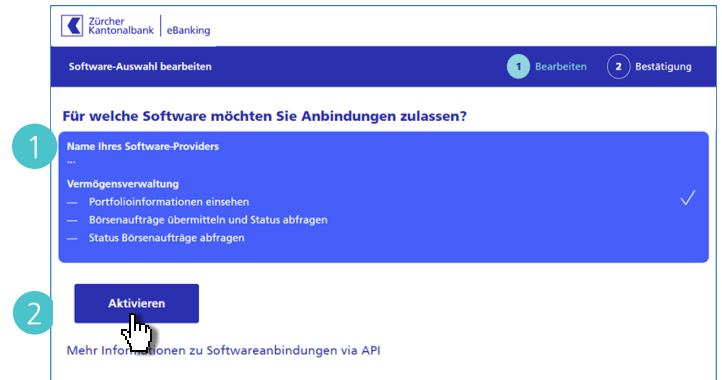 Zürcher
Kantonalbank
eBanking
Software-Auswahl bearbeiten
1 Bearbeiten
2 Bestätigung
Für welche Software möchten Sie Anbindungen zulassen?
1
Name Ihres Software-Providers
...
Vermögensverwaltung
— Portfolioinformationen einsehen
— Börsenaufträge übermitteln und Status abfragen
— Status Börsenaufträge abfragen
2
Aktivieren
Mehr Informationen zu Softwareanbindungen via API